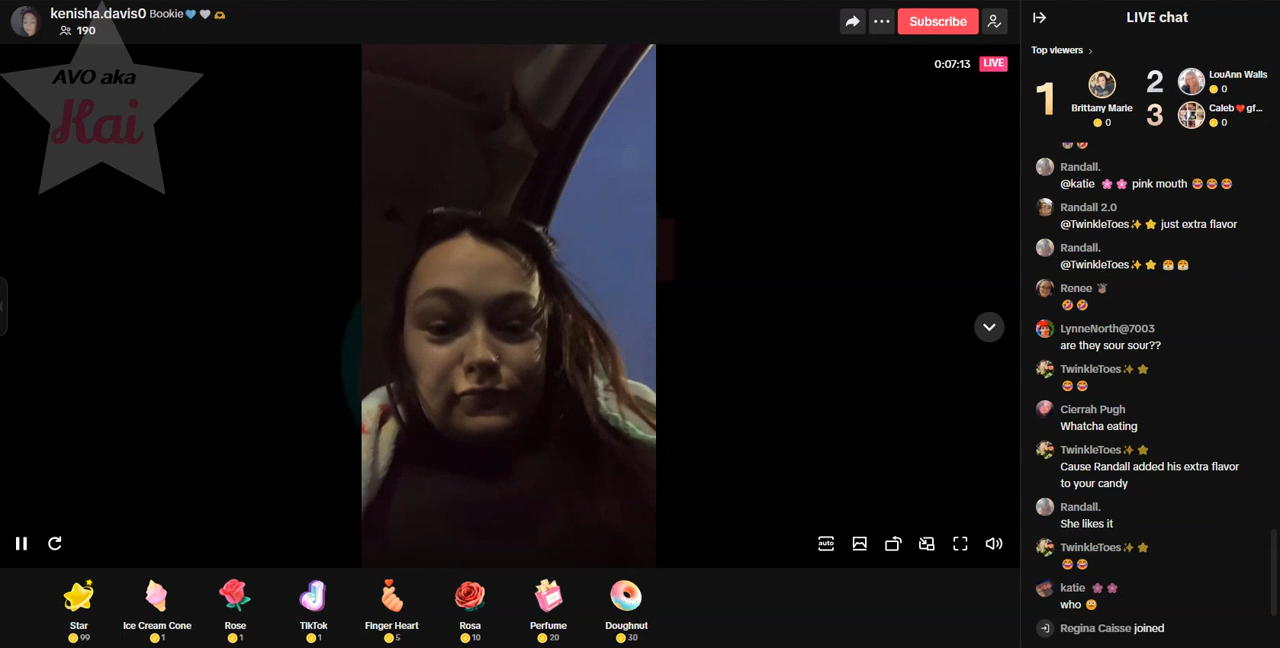 kenisha.davis0 Bookie💙🤍🫶
190
Subscribe
LIVE chat
AVO aka
Kai
0:07:13 LIVE
Top viewers
1
Brittany Marie
0
2
LouAnn Walls
0
3
Caleb❤️gf...
0
Randall.
@katie 🌸🌸 pink mouth 😂😂😂
Randall 2.0
@TwinkleToes✨⭐ just extra flavor
Randall.
@TwinkleToes✨⭐
Renee
🤣🤣
LynneNorth@7003
are they sour sour??
TwinkleToes✨⭐
😂😂
Cierrah Pugh
Whatcha eating
TwinkleToes✨⭐
Cause Randall added his extra flavor
to your candy
Randall.
She likes it
TwinkleToes✨⭐
😂😂
katie 🌸🌸
who
Regina Caisse joined
auto
Star
99
Ice Cream Cone
1
Rose
1
TikTok
1
Finger Heart
5
Rosa
10
Perfume
20
Doughnut
30